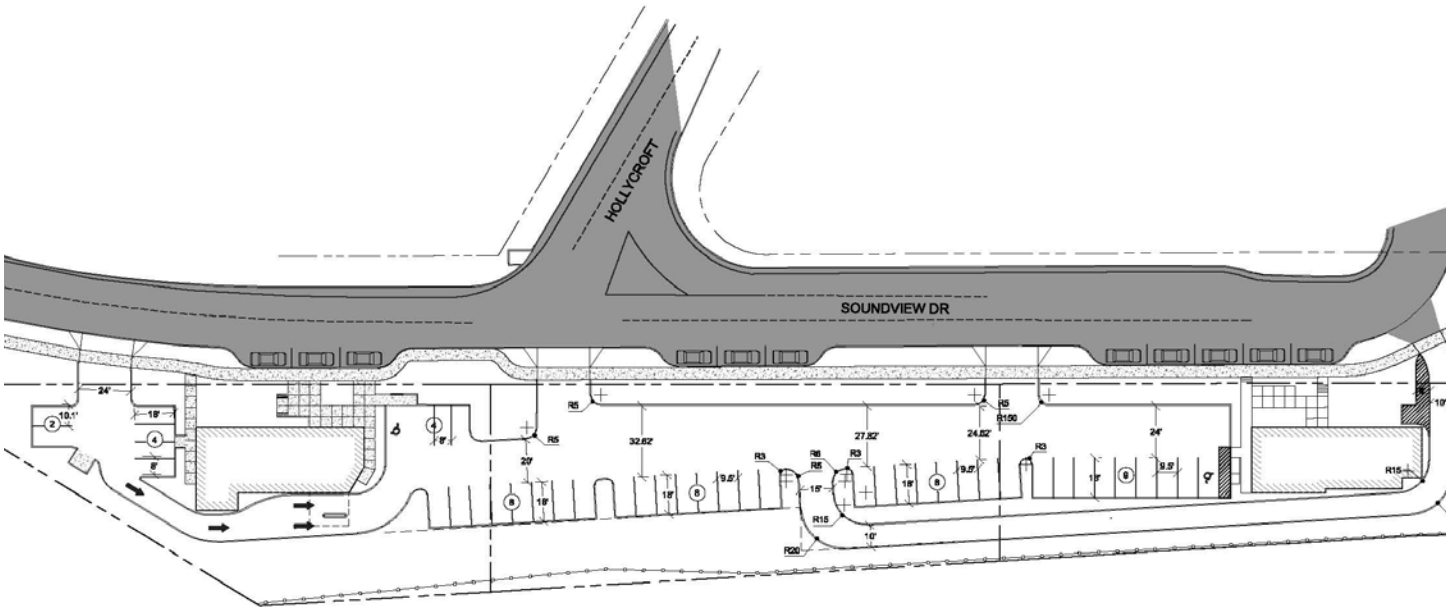 HOLLYCROFT
SOUNDVIEW DR
24'
10.1'
18'
2
4
8'
4
8'
R5
R5
R5
R150
20'
32.62'
27.82'
24.82'
24'
R3
R6
R5
R3
R3
8
18'
8
18'
9.5'
15'
18'
8
9.5'
18'
9
9.5'
R15
R15
R20
10'
10'